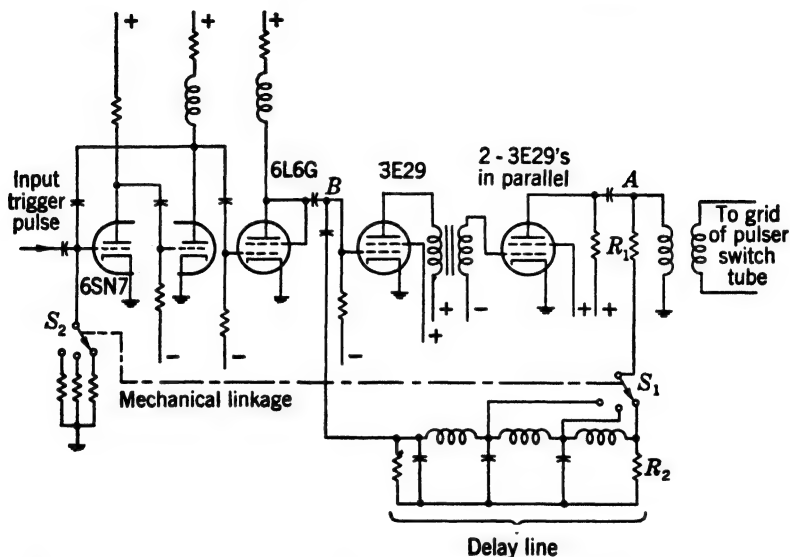 + + +
6L6G
B
3E29
2 - 3E29's
in parallel
A
Input
trigger
pulse
6SN7
R1
To grid
of pulser
switch
tube
+ - + + +
- - -
S2
S1
Mechanical linkage
R2
Delay line